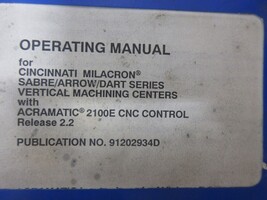 OPERATING MANUAL
for
CINCINNATI MILACRON®
SABRE/ARROW/DART SERIES
VERTICAL MACHINING CENTERS
with
ACRAMATIC® 2100E CNC CONTROL
Release 2.2
PUBLICATION NO. 91202934D